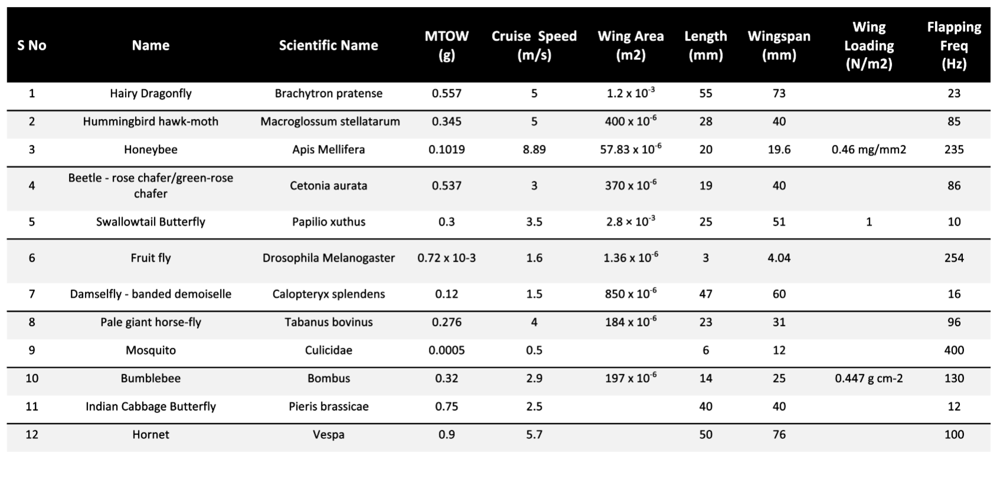 S No Name Scientific Name MTOW (g) Cruise Speed (m/s) Wing Area (m2) Length (mm) Wingspan (mm) Wing Loading (N/m2) Flapping Freq (Hz)
1 Hairy Dragonfly Brachytron pratense 0.557 5 1.2 x 10⁻³ 55 73 23
2 Hummingbird hawk-moth Macroglossum stellatarum 0.345 5 400 x 10⁻⁶ 28 40 85
3 Honeybee Apis Mellifera 0.1019 8.89 57.83 x 10⁻⁶ 20 19.6 0.46 mg/mm2 235
4 Beetle - rose chafer/green-rose chafer Cetonia aurata 0.537 3 370 x 10⁻⁶ 19 40 86
5 Swallowtail Butterfly Papilio xuthus 0.3 3.5 2.8 × 10⁻³ 25 51 1 10
6 Fruit fly Drosophila Melanogaster 0.72 x 10-3 1.6 1.36 x 10⁻⁶ 3 4.04 254
7 Damselfly - banded demoiselle Calopteryx splendens 0.12 1.5 850 x 10⁻⁶ 47 60 16
8 Pale giant horse-fly Tabanus bovinus 0.276 4 184 x 10⁻⁶ 23 31 96
9 Mosquito Culicidae 0.0005 0.5 6 12 400
10 Bumblebee Bombus 0.32 2.9 197 x 10⁻⁶ 14 25 0.447 g cm-2 130
11 Indian Cabbage Butterfly Pieris brassicae 0.75 2.5 40 40 12
12 Hornet Vespa 0.9 5.7 50 76 100